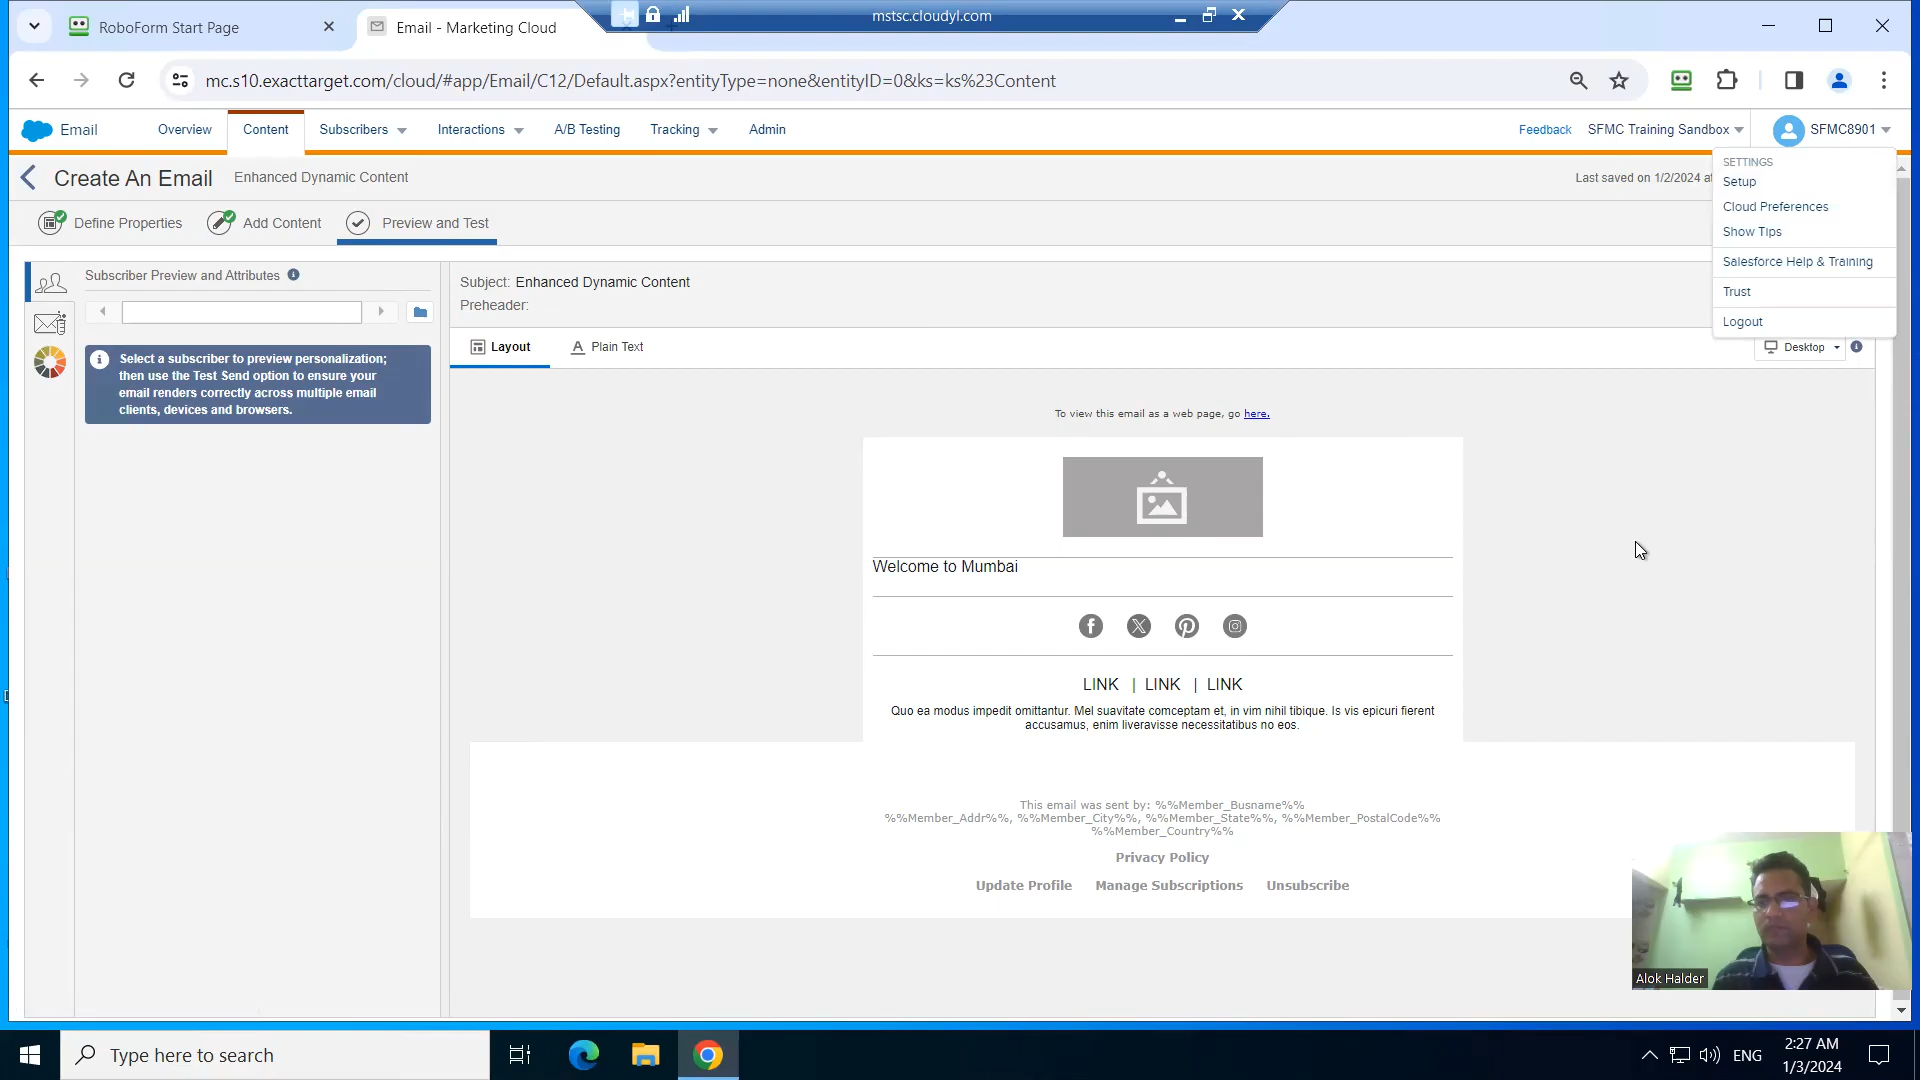 RoboForm Start Page
Email - Marketing Cloud
mstsc.cloudyl.com
mc.s10.exacttarget.com/cloud/#app/Email/C12/Default.aspx?entityType=none&entityID=0&ks=ks%23Content
Email
Overview
Content
Subscribers
Interactions
A/B Testing
Tracking
Admin
Feedback
SFMC Training Sandbox
SFMC8901
Create An Email
Enhanced Dynamic Content
Last saved on 1/2/2024 at
SETTINGS
Setup
Cloud Preferences
Show Tips
Salesforce Help & Training
Trust
Logout
Define Properties
Add Content
Preview and Test
Subscriber Preview and Attributes
Select a subscriber to preview personalization;
then use the Test Send option to ensure your
email renders correctly across multiple email
clients, devices and browsers.
Subject: Enhanced Dynamic Content
Preheader:
Layout
Plain Text
Desktop
To view this email as a web page, go here.
Welcome to Mumbai
LINK | LINK | LINK
Quo ea modus impedit omittantur. Mel suavitate comceptam et, in vim nihil tibique. Is vis epicuri fierent
accusamus, enim liveravisse necessitatibus no eos.
This email was sent by: %%Member_Busname%%
%%Member_Addr%%, %%Member_City%%, %%Member_State%%, %%Member_PostalCode%%
%%Member_Country%%
Privacy Policy
Update Profile
Manage Subscriptions
Unsubscribe
Alok Halder
Type here to search
ENG
2:27 AM
1/3/2024